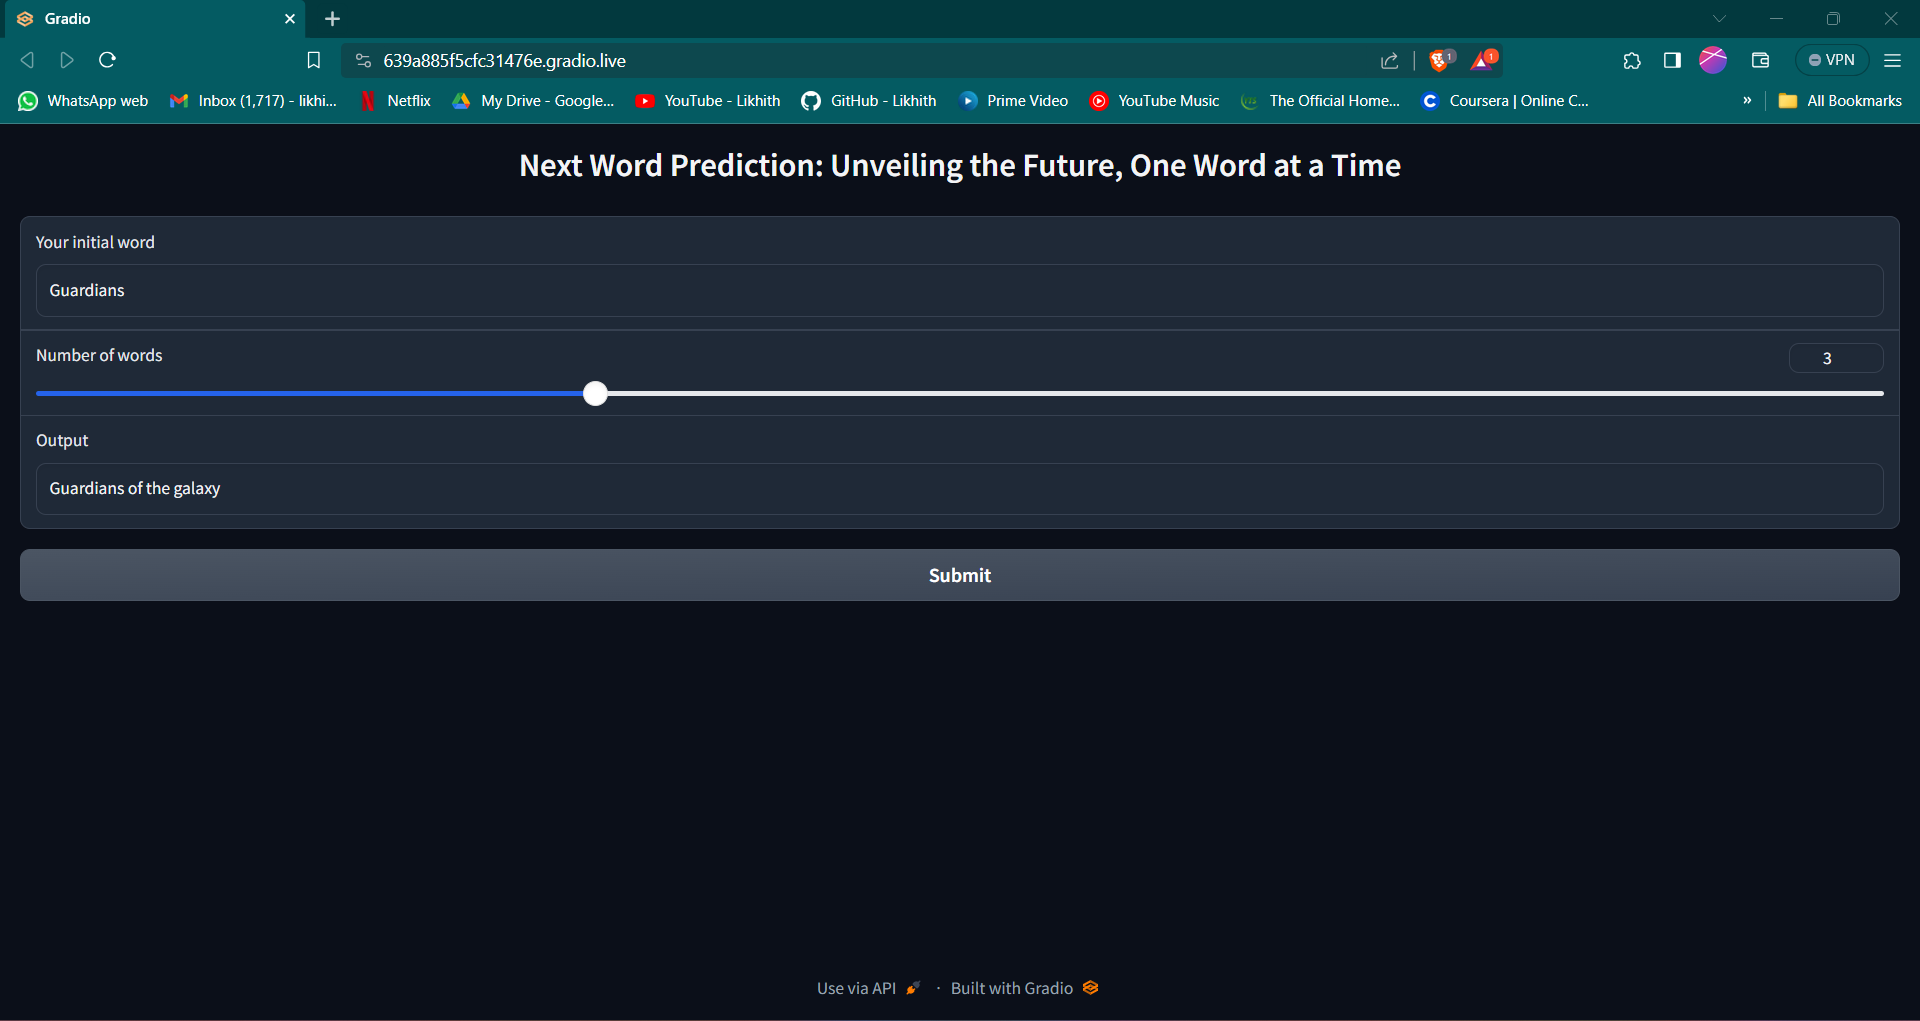 Gradio
639a885f5cfc31476e.gradio.live 1 1 VPN
WhatsApp web Inbox (1,717) - likhi... Netflix My Drive - Google... YouTube - Likhith GitHub - Likhith Prime Video YouTube Music The Official Home... Coursera | Online C... » All Bookmarks
Next Word Prediction: Unveiling the Future, One Word at a Time
Your initial word
Guardians
Number of words 3
Output
Guardians of the galaxy
Submit
Use via API · Built with Gradio